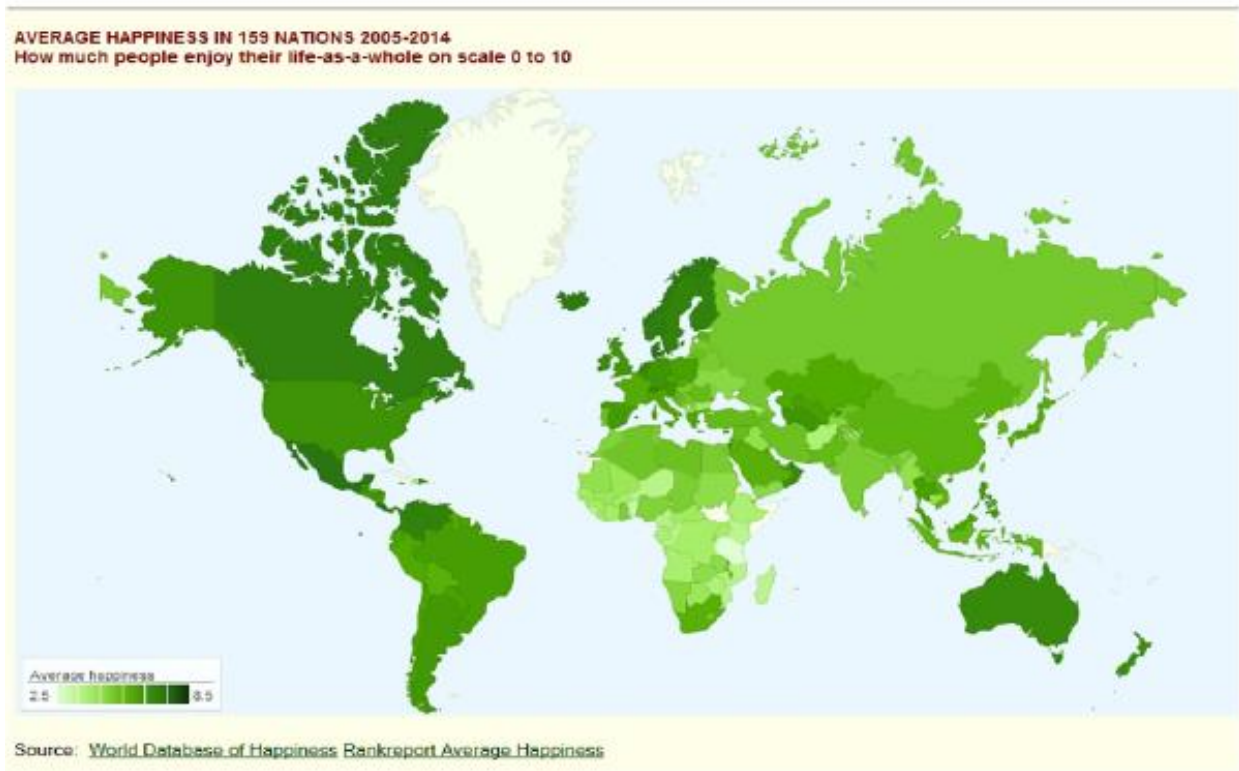 AVERAGE HAPPINESS IN 159 NATIONS 2005-2014
How much people enjoy their life-as-a-whole on scale 0 to 10
Average happiness
2.5 8.5
Source: World Database of Happiness Rankreport Average Happiness